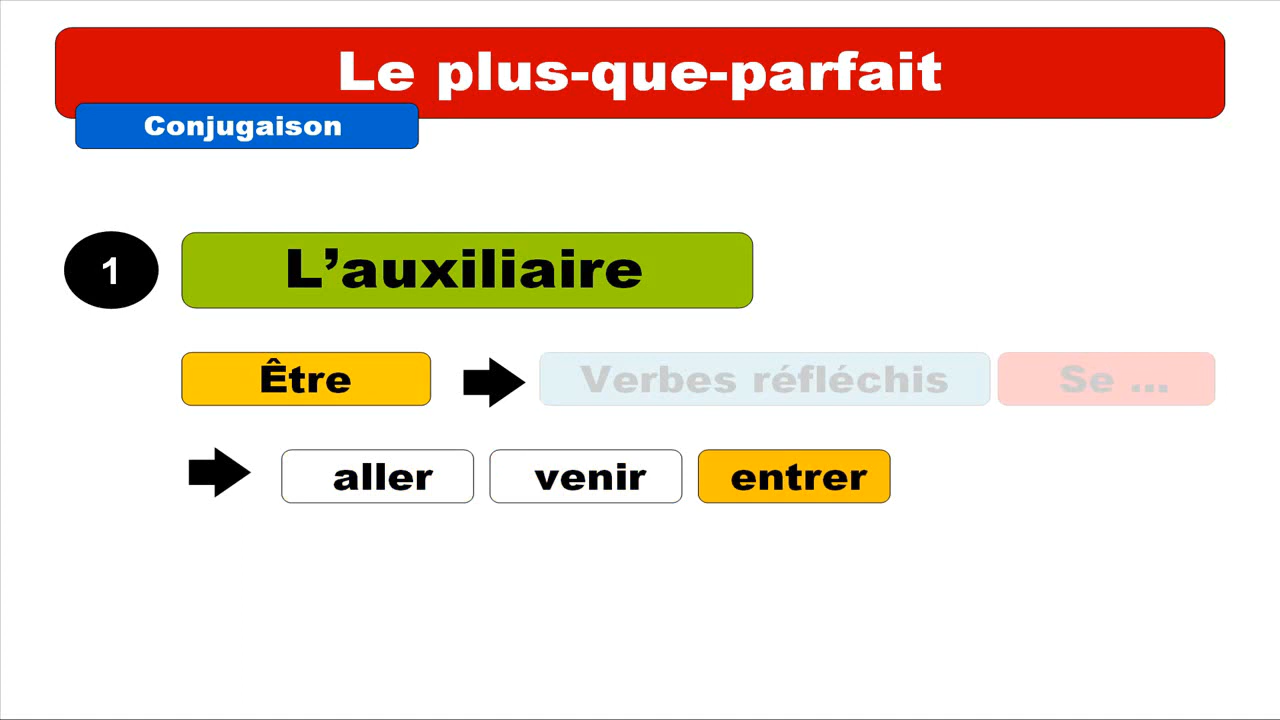 Le plus-que-parfait
Conjugaison
1 L’auxiliaire
Être Verbes réfléchis Se ...
aller venir entrer